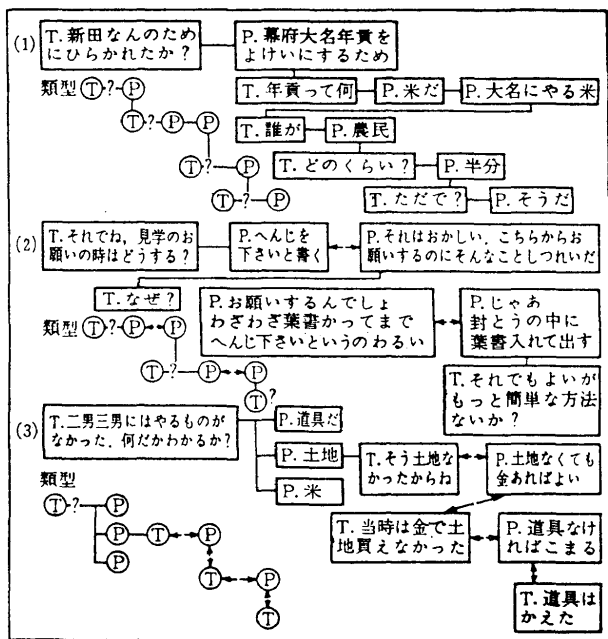 (1)
T. 新田なんのため
にひらかれたか?
P. 幕府大名年貢を
よけいにするため
類型 T-?-P
T. 年貢って何
P. 米だ
P. 大名にやる米
T-?-P-P
T. 誰が
P. 農民
T-?-P
T. どのくらい?
P. 半分
T-?-P
T. ただで?
P. そうだ
(2)
T. それでね,見学のお
願いの時はどうする?
P. へんじを
下さいと書く
P. それはおかしい,こちらからお
願いするのにそんなことしつれいだ
T. なぜ?
P. お願いするんでしょ
わざわざ葉書かってまで
へんじ下さいというのわるい
P. じゃあ
封とうの中に
葉書入れて出す
類型 T-? P P
T-? P P
T?
T. それでもよいが
もっと簡単な方法
ないか?
(3)
T. 二男三男にはやるものが
なかった,何だかわかるか?
P. 道具だ
P. 土地
T. そう土地な
かったからね
P. 土地なくても
金あればよい
P. 米
類型
T-? P
P T P
P T P
T
T. 当時は金で土
地買えなかった
P. 道具なけ
ればこまる
T. 道具は
かえた